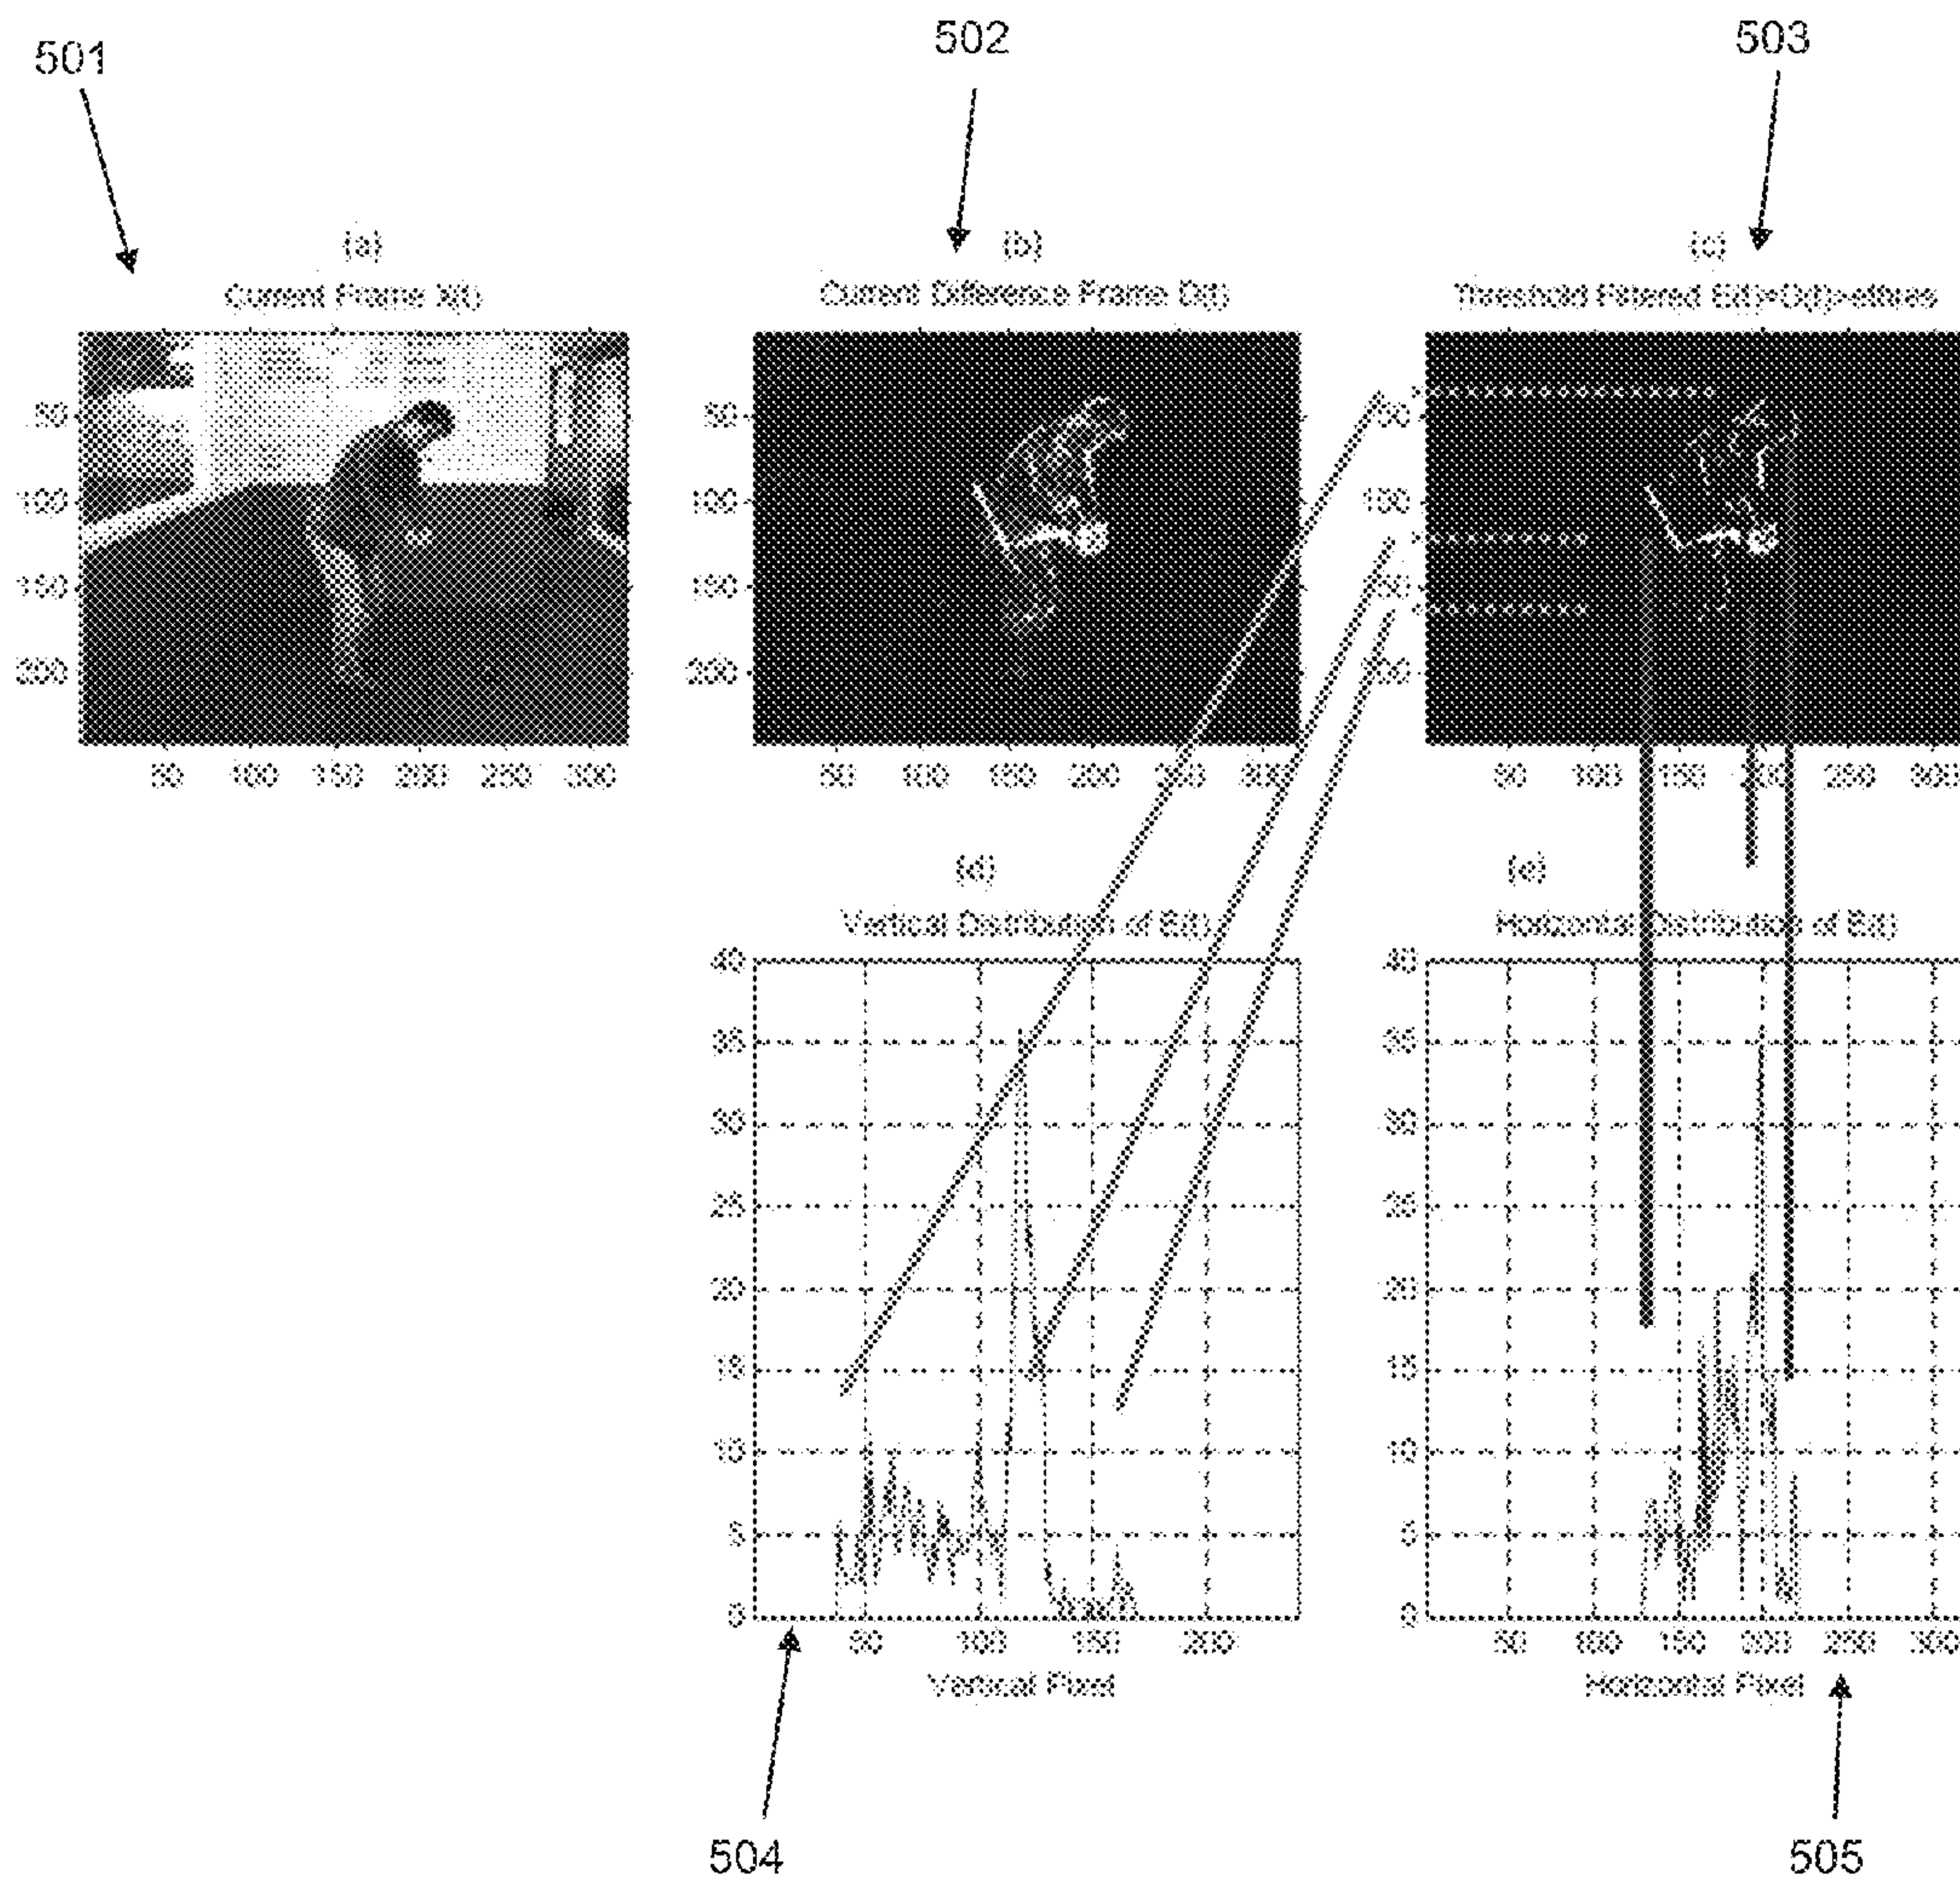 501
502
503
(a)
Current Frame X(t)
(b)
Current Difference Frame D(t)
(c)
Threshold Filtered E(t)=D(t)>ethres
50
100
150
200
50 100 150 200 250 300
50
100
150
200
50 100 150 200 250 300
50
100
150
200
50 100 150 200 250 300
(d)
Vertical Distribution of E(t)
40
35
30
25
20
15
10
5
0
50 100 150 200
Vertical Pixel
(e)
Horizontal Distribution of E(t)
40
35
30
25
20
15
10
5
0
50 100 150 200 250 300
Horizontal Pixel
504
505